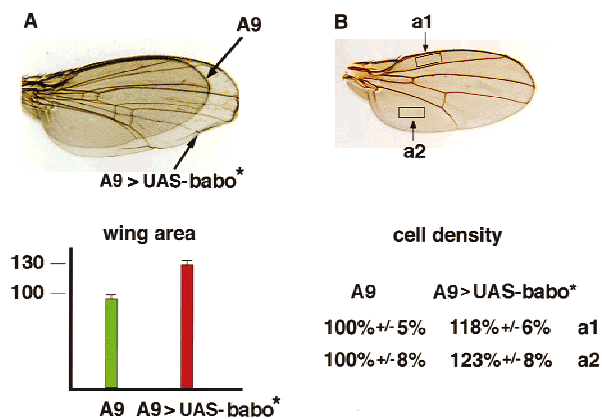 A
A9
A9 > UAS-babo*
B
a1
a2
wing area
130
100
A9 A9 > UAS-babo*
cell density
A9 A9>UAS-babo*
100%+/-5% 118%+/-6% a1
100%+/-8% 123%+/-8% a2